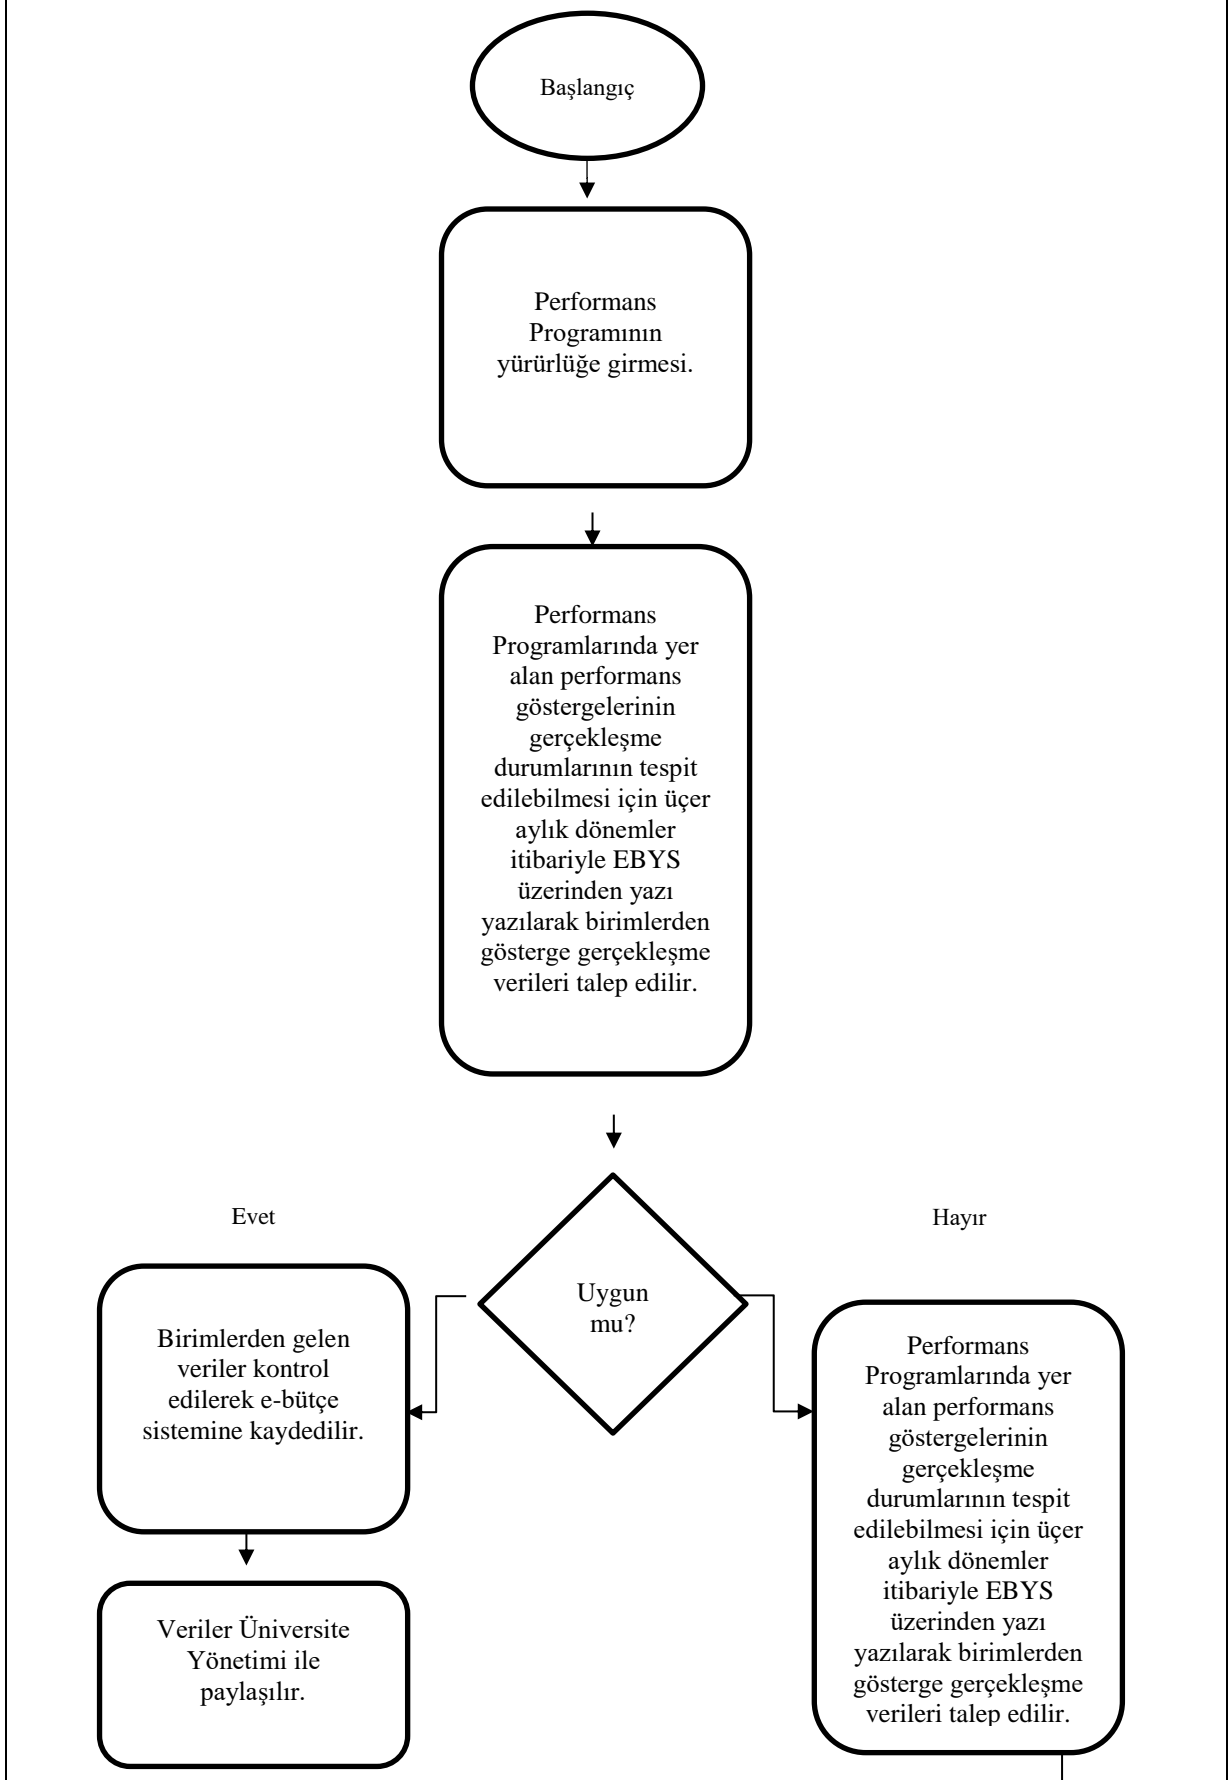 Başlangıç
Performans
Programının
yürürlüğe girmesi.
Performans
Programlarında yer
alan performans
göstergelerinin
gerçekleşme
durumlarının tespit
edilebilmesi için üçer
aylık dönemler
itibariyle EBYS
üzerinden yazı
yazılarak birimlerden
gösterge gerçekleşme
verileri talep edilir.
Evet
Hayır
Uygun
mu?
Birimlerden gelen
veriler kontrol
edilerek e-bütçe
sistemine kaydedilir.
Performans
Programlarında yer
alan performans
göstergelerinin
gerçekleşme
durumlarının tespit
edilebilmesi için üçer
aylık dönemler
itibariyle EBYS
üzerinden yazı
yazılarak birimlerden
gösterge gerçekleşme
verileri talep edilir.
Veriler Üniversite
Yönetimi ile
paylaşılır.